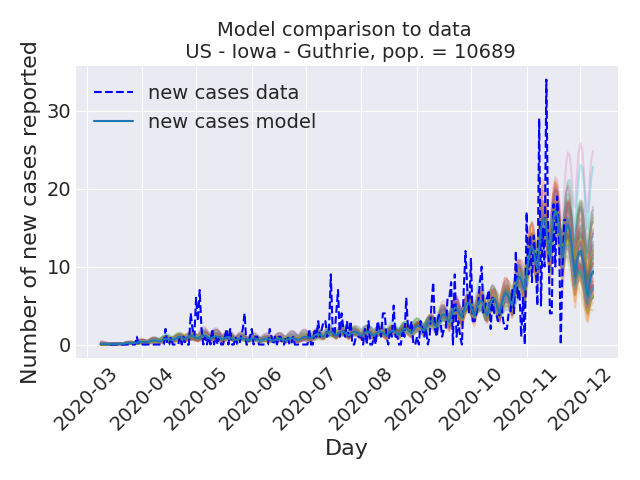 Model comparison to data
US - Iowa - Guthrie, pop. = 10689
Number of new cases reported
new cases data
new cases model
30
20
10
0
2020-03
2020-04
2020-05
2020-06
2020-07
2020-08
2020-09
2020-10
2020-11
2020-12
Day